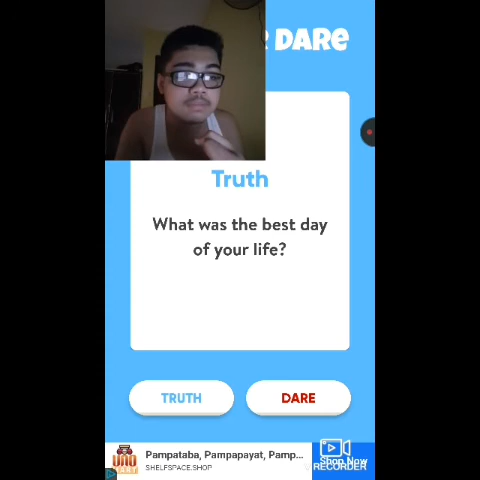 DARE
Truth
What was the best day
of your life?
TRUTH
DARE
Pampataba, Pampapayat, Pamp...
SHELFSPACE.SHOP
Shop Now
RECORDER